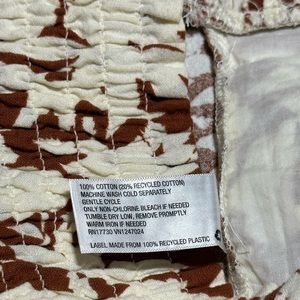 100% COTTON (20% RECYCLED COTTON)
MACHINE WASH COLD SEPARATELY
GENTLE CYCLE
ONLY NON-CHLORINE BLEACH IF NEEDED
TUMBLE DRY LOW, REMOVE PROMPTLY
WARM IRON IF NEEDED
RN17730 VN1247024
LABEL MADE FROM 100% RECYCLED PLASTIC